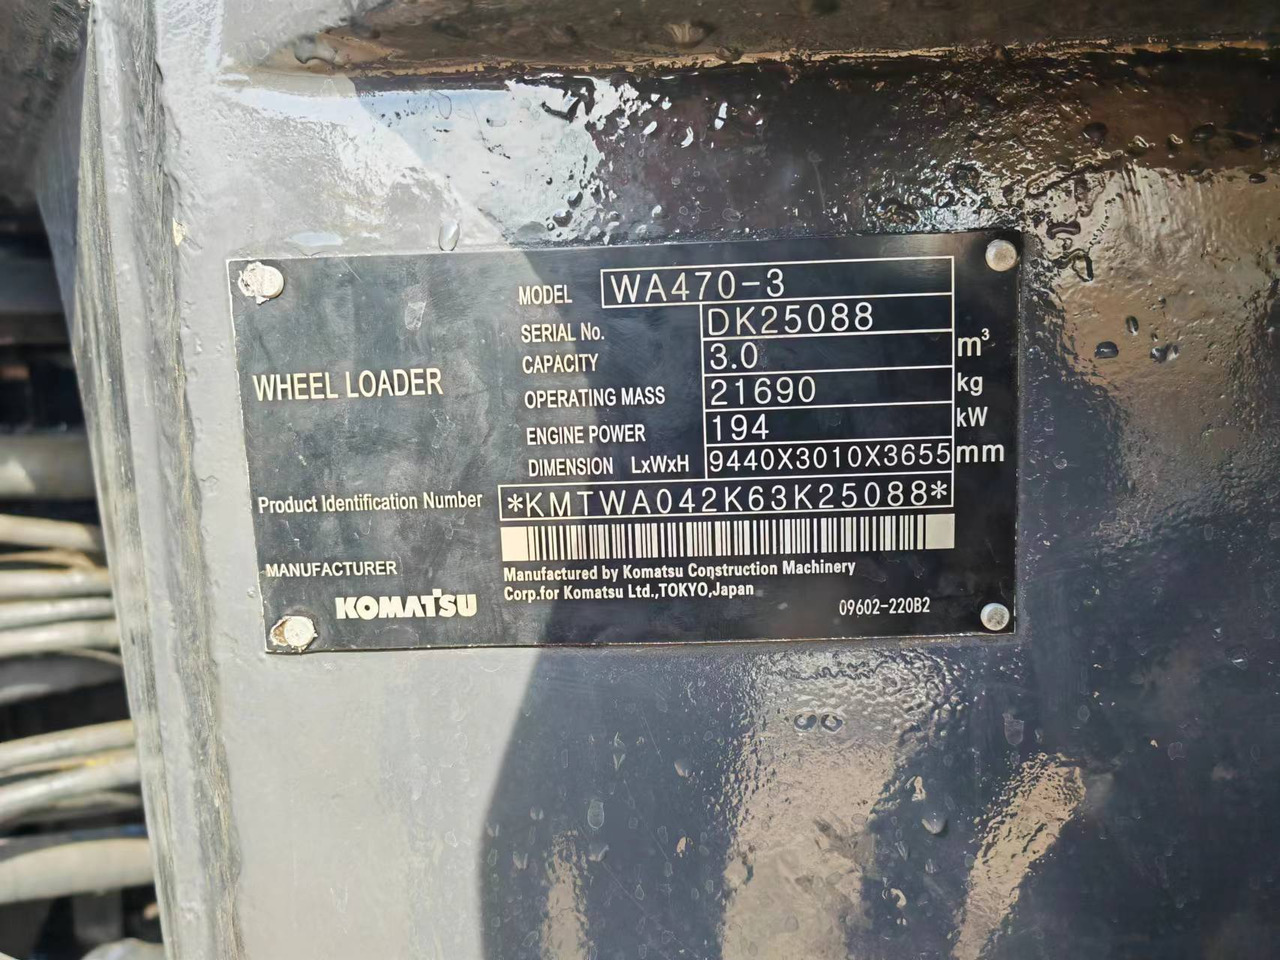 MODEL WA470-3
SERIAL No. DK25088
CAPACITY 3.0 m³
WHEEL LOADER
OPERATING MASS 21690 kg
ENGINE POWER 194 kW
DIMENSION LxWxH 9440X3010X3655 mm
Product Identification Number *KMTWA042K63K25088*
MANUFACTURER
Manufactured by Komatsu Construction Machinery
Corp.for Komatsu Ltd.,TOKYO,Japan
KOMATSU
09602-220B2